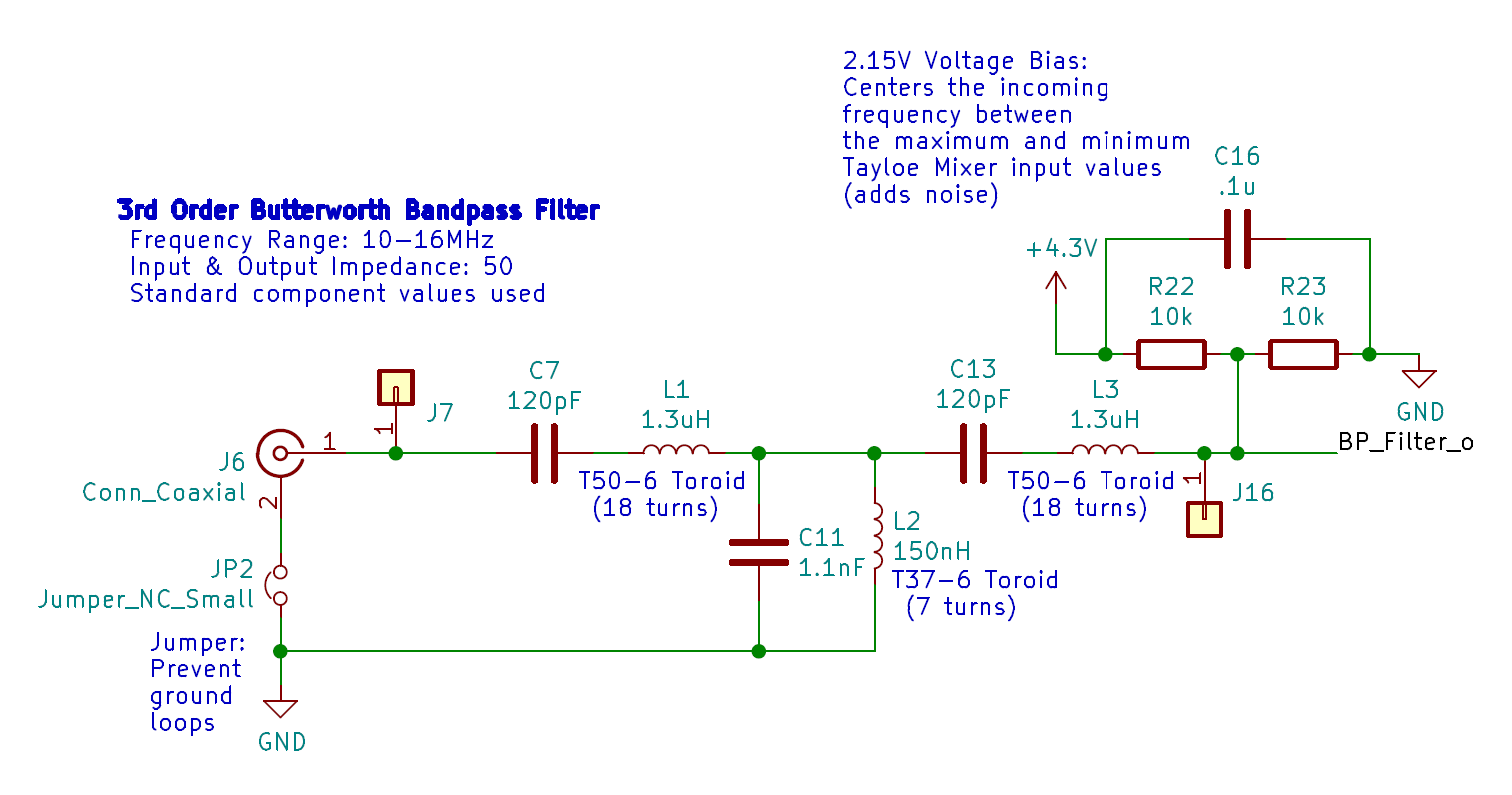 2.15V Voltage Bias:
Centers the incoming
frequency between
the maximum and minimum
Tayloe Mixer input values
(adds noise)
C16
.1u
3rd Order Butterworth Bandpass Filter
Frequency Range: 10-16MHz
Input & Output Impedance: 50
Standard component values used
+4.3V
R22
10k
R23
10k
GND
BP_Filter_o
J7
1
C7
120pF
L1
1.3uH
T50-6 Toroid
(18 turns)
C13
120pF
L3
1.3uH
T50-6 Toroid
(18 turns)
1
J16
J6
Conn_Coaxial
1
2
C11
1.1nF
L2
150nH
T37-6 Toroid
(7 turns)
JP2
Jumper_NC_Small
Jumper:
Prevent
ground
loops
GND